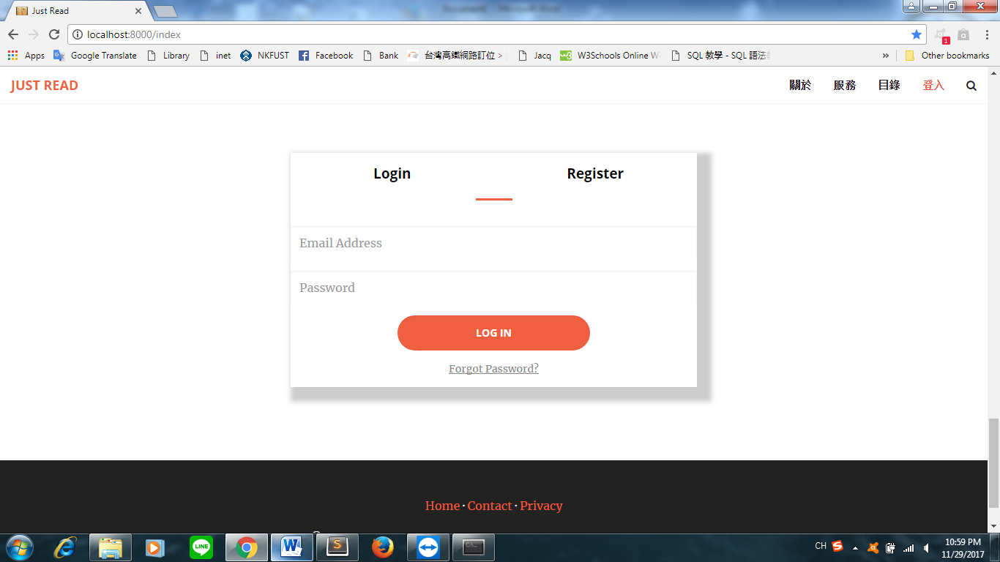 Just Read
localhost:8000/index
Apps Google Translate Library inet NKFUST Facebook Bank 台灣高鐵網路訂位 > Jacq W3Schools Online W SQL 教學 - SQL 語法 » Other bookmarks
JUST READ 關於 服務 目錄 登入
Login Register
Email Address
Password
LOG IN
Forgot Password?
Home · Contact · Privacy
CH 10:59 PM
11/29/2017